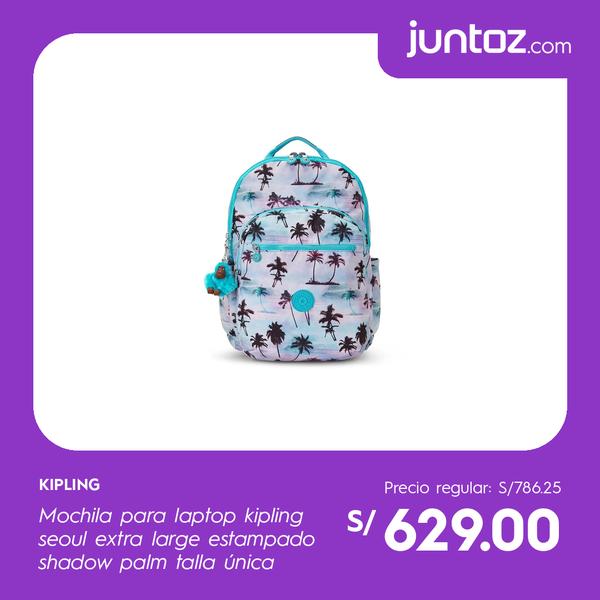 juntoz.com
KIPLING
Mochila para laptop kipling
seoul extra large estampado
shadow palm talla única
Precio regular: S/786.25
S/ 629.00